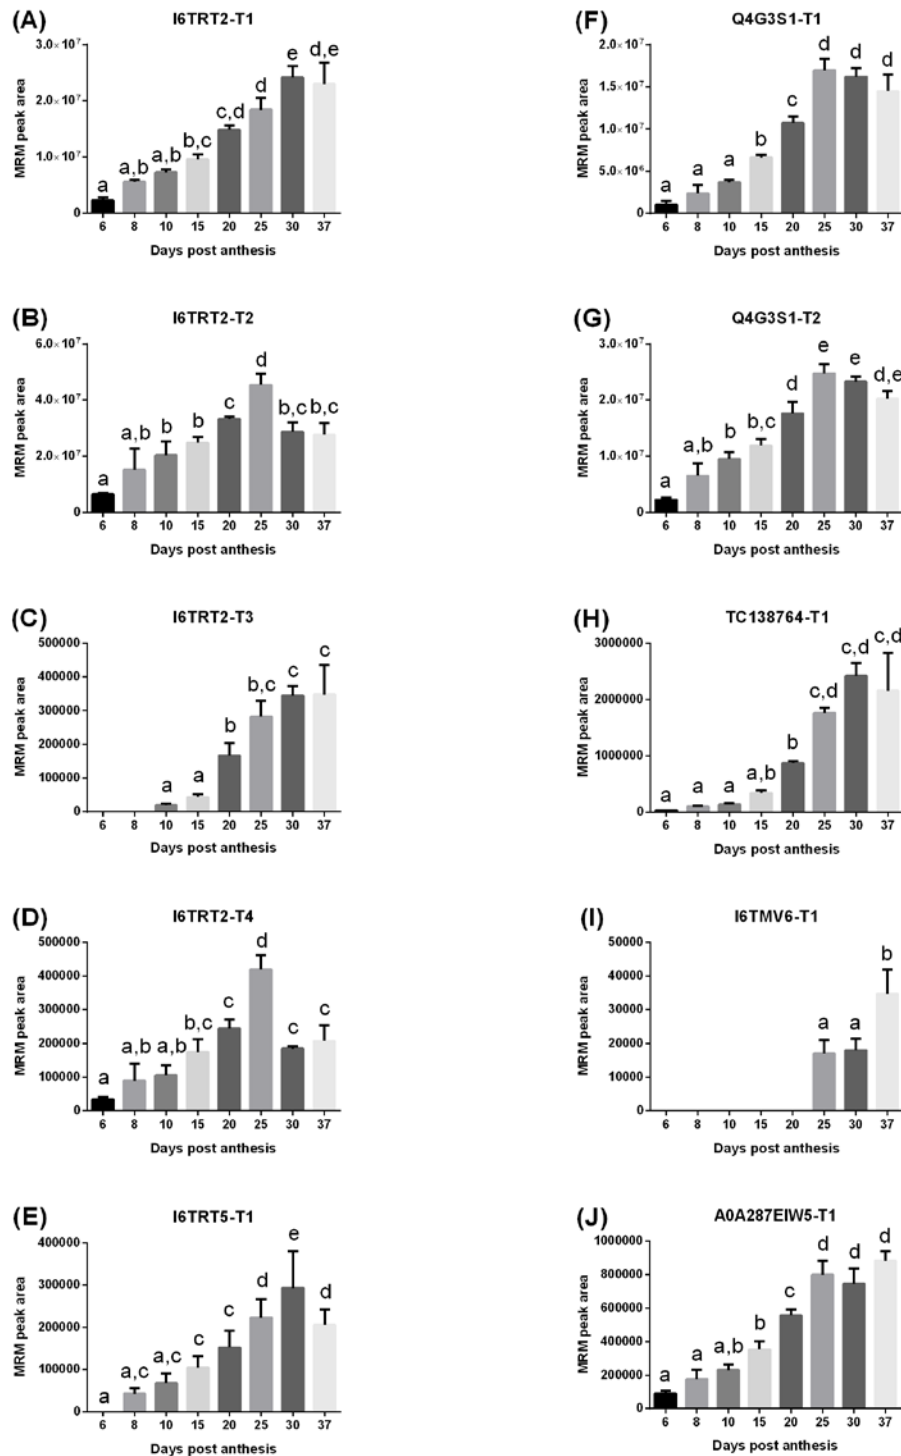 (A)
I6TRT2-T1
3.0×10⁷
2.0×10⁷
1.0×10⁷
0
MRM peak area
a a,b a,b b,c c,d d e d,e
6 8 10 15 20 25 30 37
Days post anthesis
(F)
Q4G3S1-T1
2.0×10⁷
1.5×10⁷
1.0×10⁷
5.0×10⁶
0
MRM peak area
a a a b c d d d
6 8 10 15 20 25 30 37
Days post anthesis
(B)
I6TRT2-T2
6.0×10⁷
4.0×10⁷
2.0×10⁷
0
MRM peak area
a a,b b b c d b,c b,c
6 8 10 15 20 25 30 37
Days post anthesis
(G)
Q4G3S1-T2
3.0×10⁷
2.0×10⁷
1.0×10⁷
0
MRM peak area
a a,b b b,c d e e d,e
6 8 10 15 20 25 30 37
Days post anthesis
(C)
I6TRT2-T3
500000
400000
300000
200000
100000
0
MRM peak area
a a b b,c c c
6 8 10 15 20 25 30 37
Days post anthesis
(H)
TC138764-T1
3000000
2000000
1000000
0
MRM peak area
a a a a,b b c,d c,d c,d
6 8 10 15 20 25 30 37
Days post anthesis
(D)
I6TRT2-T4
500000
400000
300000
200000
100000
0
MRM peak area
a a,b a,b b,c c d c c
6 8 10 15 20 25 30 37
Days post anthesis
(I)
I6TMV6-T1
50000
40000
30000
20000
10000
0
MRM peak area
a a b
6 8 10 15 20 25 30 37
Days post anthesis
(E)
I6TRT5-T1
400000
300000
200000
100000
0
MRM peak area
a a,c a,c c c d e d
6 8 10 15 20 25 30 37
Days post anthesis
(J)
A0A287EIW5-T1
1000000
800000
600000
400000
200000
0
MRM peak area
a a a,b b c d d d
6 8 10 15 20 25 30 37
Days post anthesis